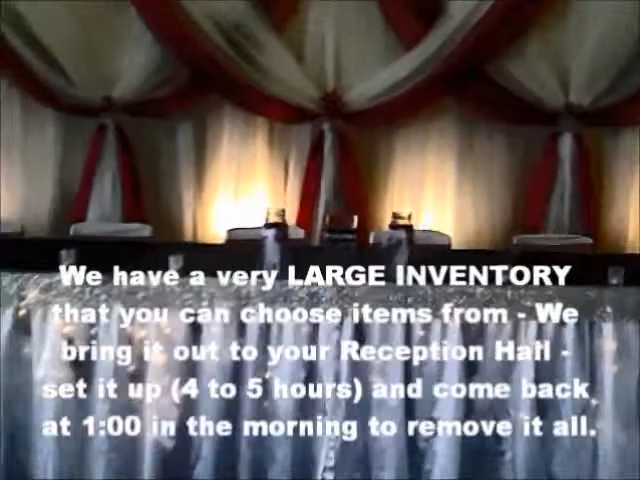 We have a very LARGE INVENTORY
that you can choose items from - We
bring it out to your Reception Hall -
set it up (4 to 5 hours) and come back
at 1:00 in the morning to remove it all.